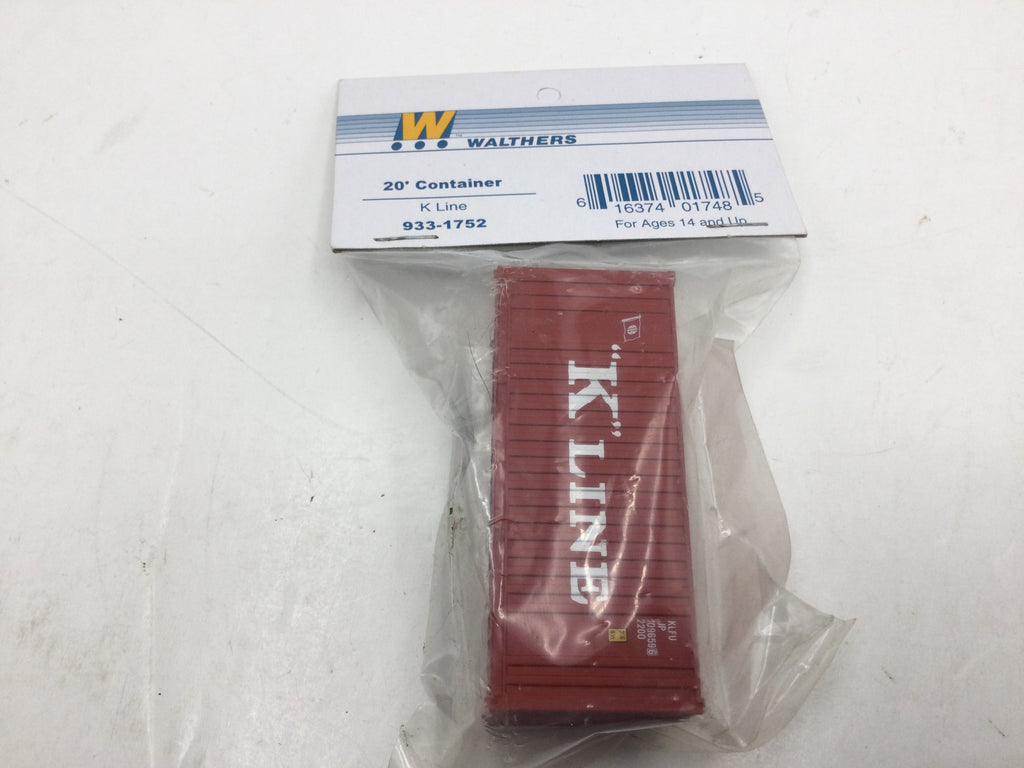 W WALTHERS
20' Container
K Line
933-1752
6 16374 01748 5
For Ages 14 and Up
"K" LINE
KLFU
JP
096596
2200